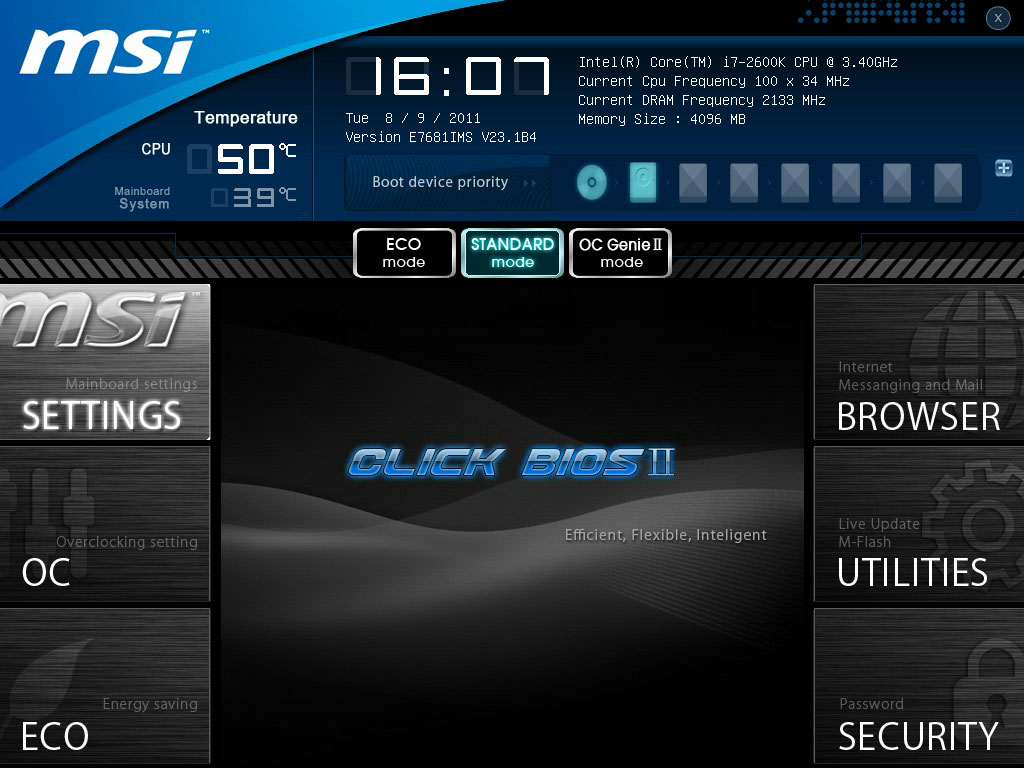 msi™
16:07
Intel(R) Core(TM) i7-2600K CPU @ 3.40GHz
Current Cpu Frequency 100 x 34 MHz
Current DRAM Frequency 2133 MHz
Memory Size : 4096 MB
Temperature
CPU 50℃
Mainboard
System 39℃
Tue 8 / 9 / 2011
Version E7681IMS V23.1B4
Boot device priority
X
ECO
mode
STANDARD
mode
OC Genie II
mode
msi™
Mainboard settings
SETTINGS
Overclocking setting
OC
Energy saving
ECO
CLICK BIOS II
Efficient, Flexible, Inteligent
Internet
Messanging and Mail
BROWSER
Live Update
M-Flash
UTILITIES
Password
SECURITY